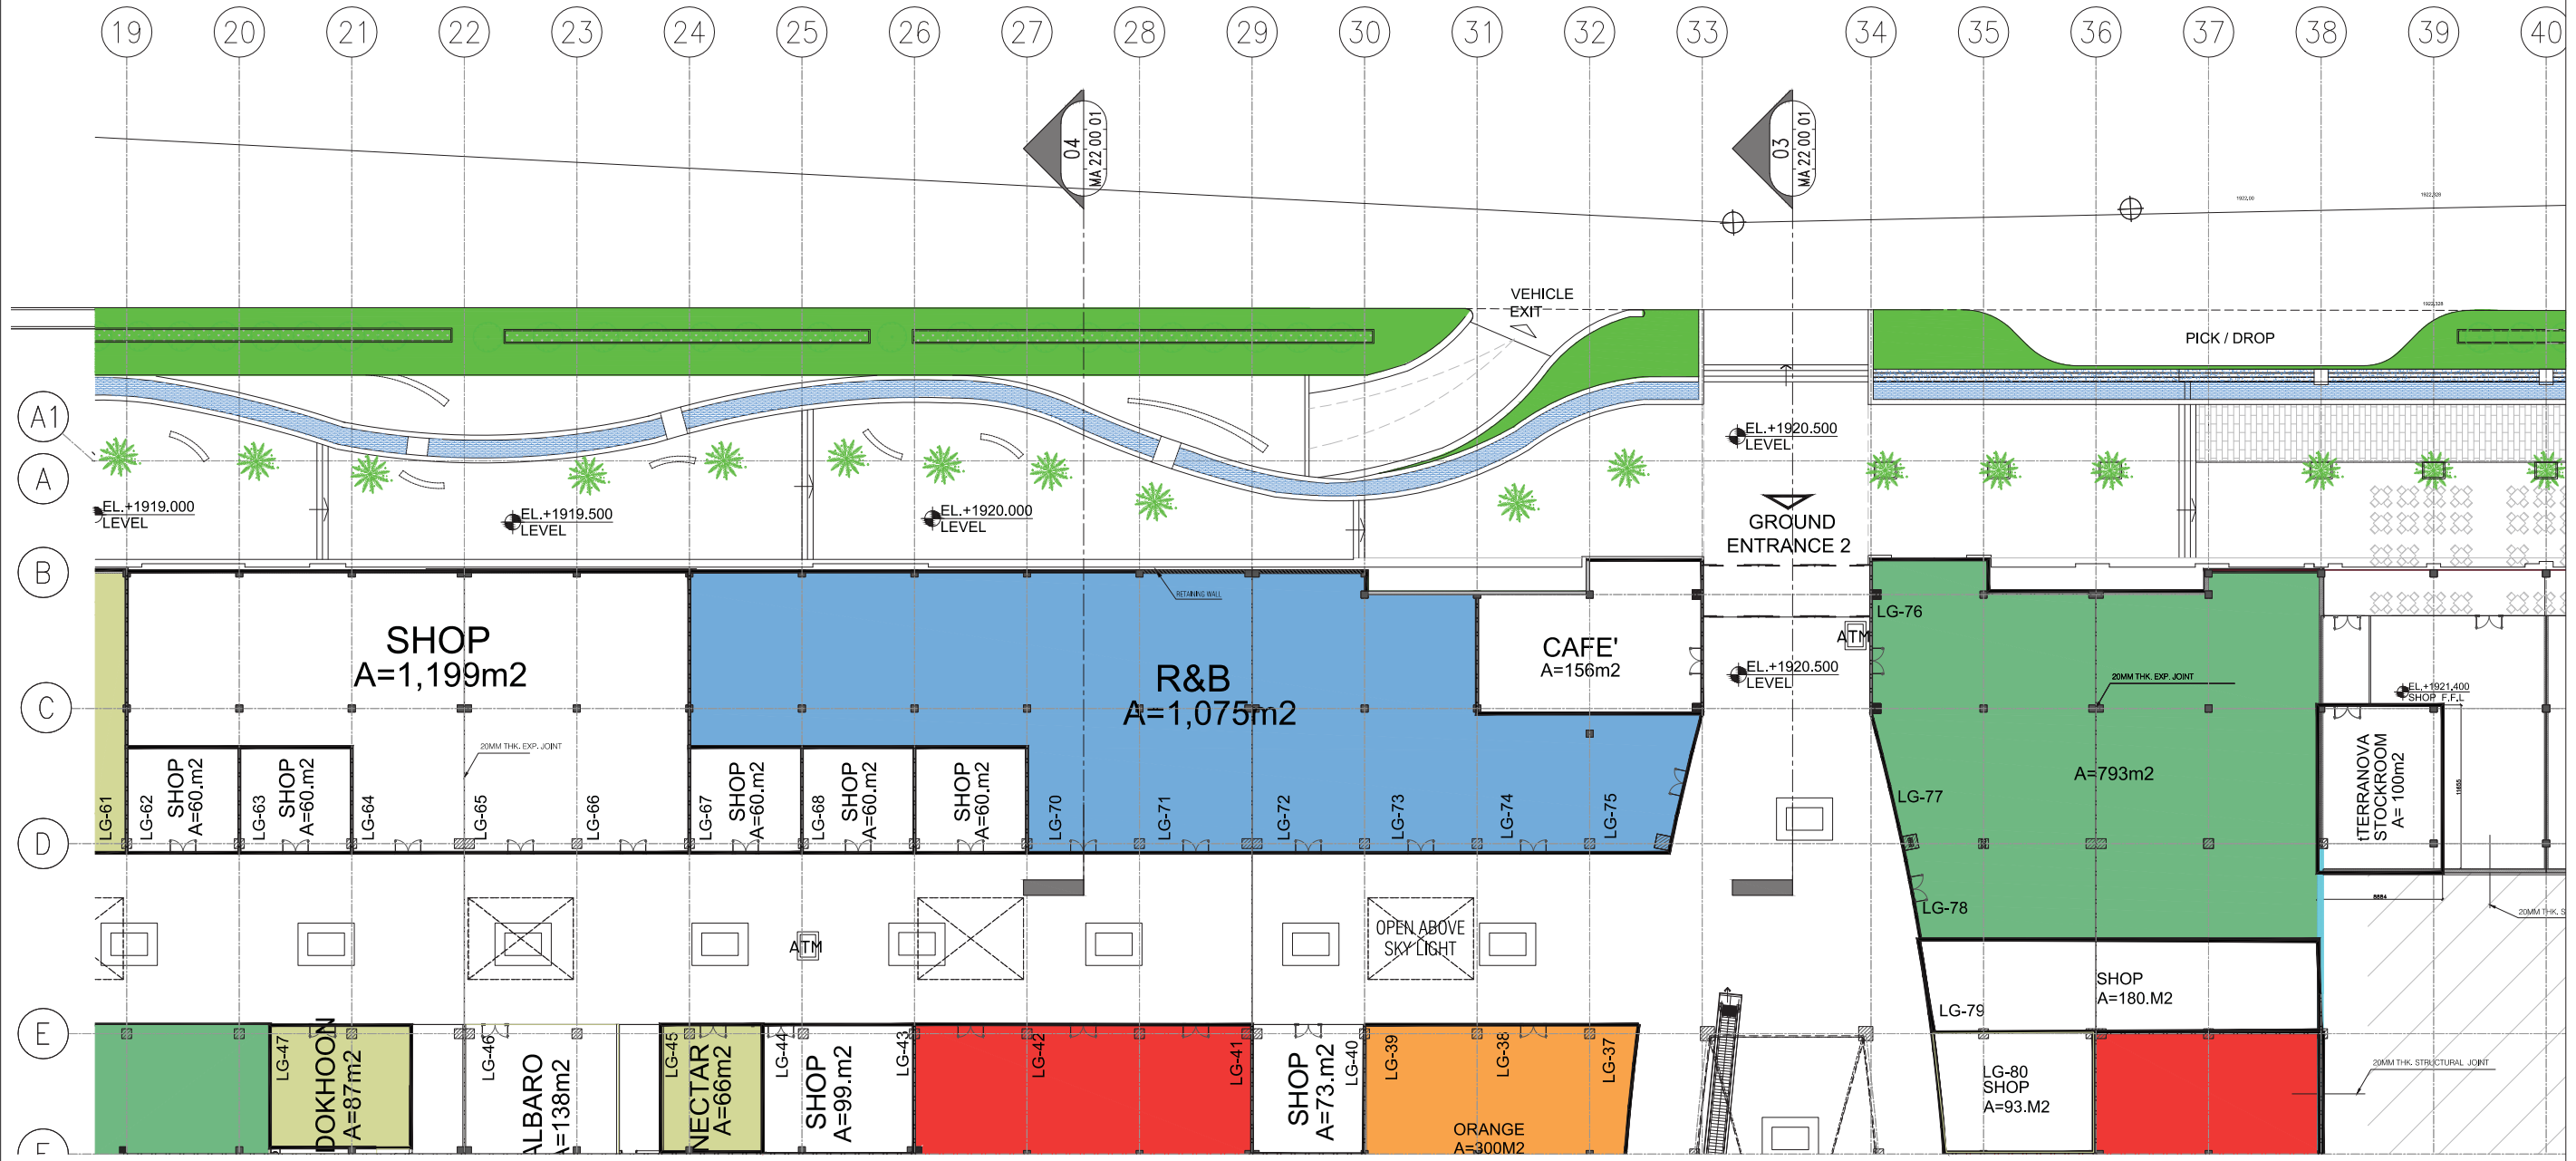 19 20 21 22 23 24 25 26 27 28 29 30 31 32 33 34 35 36 37 38 39 40
04
MA 22 00 01
03
MA 22 00 01
1922.00
VEHICLE
EXIT
PICK / DROP
A1
A
B
C
D
E
EL.+1919.000
LEVEL
EL.+1919.500
LEVEL
EL.+1920.000
LEVEL
EL.+1920.500
LEVEL
GROUND
ENTRANCE 2
RETAINING WALL
SHOP
A=1,199m2
R&B
A=1,075m2
CAFE'
A=156m2
ATM
EL.+1920.500
LEVEL
LG-76
20MM THK. EXP. JOINT
EL.+1921.400
SHOP F.F.L
20MM THK. EXP. JOINT
A=793m2
tTERRANOVA
STOCKROOM
A= 100m2
LG-61
LG-62
SHOP
A=60.m2
LG-63
SHOP
A=60.m2
LG-64
LG-65
LG-66
LG-67
SHOP
A=60.m2
LG-68
SHOP
A=60.m2
SHOP
A=60.m2
LG-70
LG-71
LG-72
LG-73
LG-74
LG-75
LG-77
LG-78
20MM THK. S
ATM
OPEN ABOVE
SKY LIGHT
SHOP
A=180.M2
LG-79
LG-47
DOKHOON
A=87m2
LG-46
ALBARO
A=138m2
LG-45
NECTAR
A=66m2
LG-44
SHOP
A=99.m2
LG-43
LG-42
LG-41
SHOP
A=73.m2
LG-40
LG-39
LG-38
LG-37
ORANGE
A=300M2
LG-80
SHOP
A=93.M2
20MM THK. STRUCTURAL JOINT